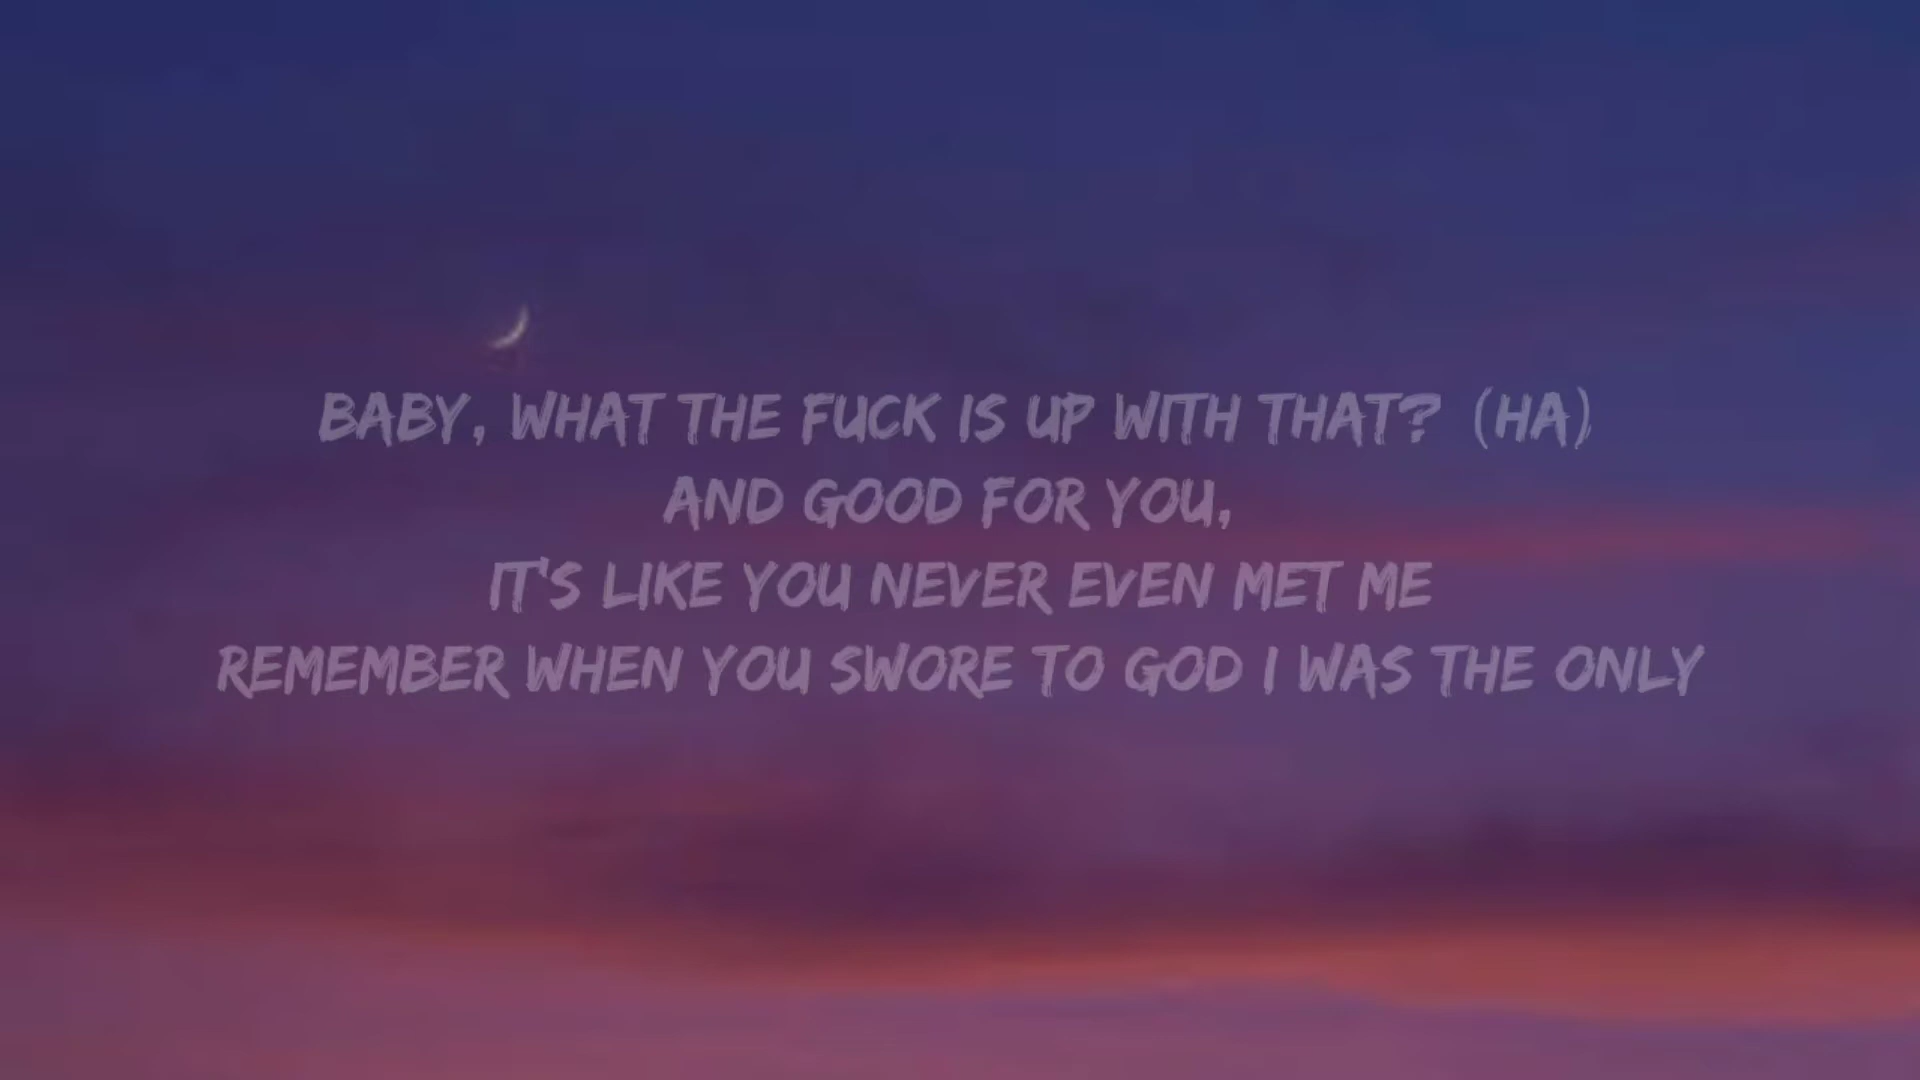 BABY, WHAT THE FUCK IS UP WITH THAT? (HA)
AND GOOD FOR YOU,
IT'S LIKE YOU NEVER EVEN MET ME
REMEMBER WHEN YOU SWORE TO GOD I WAS THE ONLY